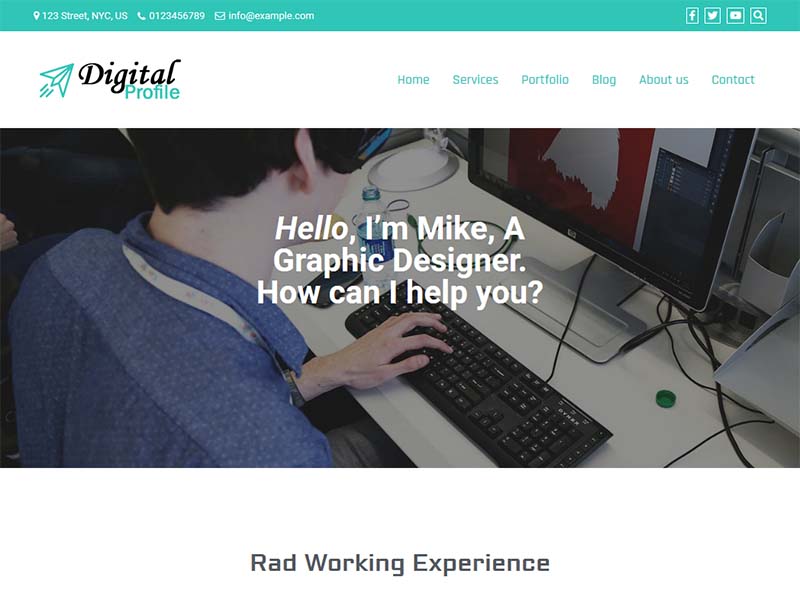 123 Street, NYC, US 0123456789 info@example.com
Digital
Profile
Home Services Portfolio Blog About us Contact
Hello, I'm Mike, A
Graphic Designer.
How can I help you?
Rad Working Experience